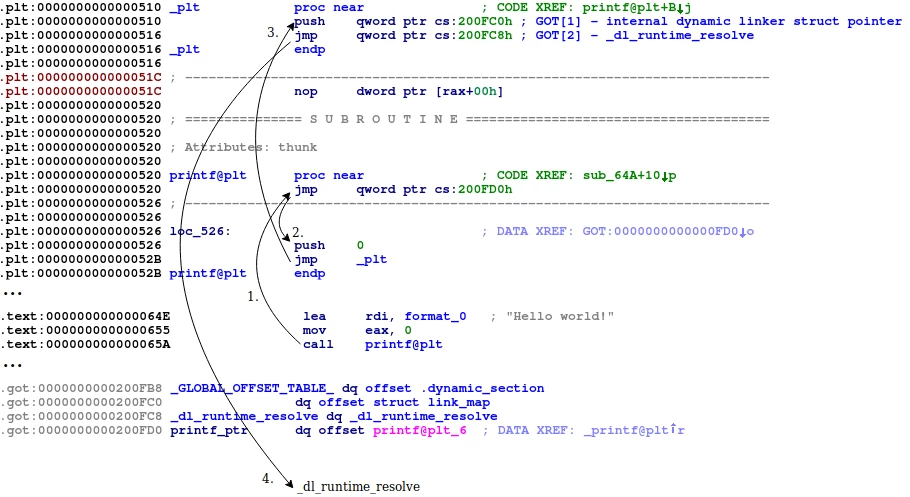 .plt:0000000000000510 _plt proc near ; CODE XREF: printf@plt+B↓j
.plt:0000000000000510 push qword ptr cs:200FC0h ; GOT[1] - internal dynamic linker struct pointer
3.
.plt:0000000000000516 jmp qword ptr cs:200FC8h ; GOT[2] - _dl_runtime_resolve
.plt:0000000000000516 _plt endp
.plt:0000000000000516
.plt:000000000000051C ; ---------------------------------------------------------------------------
.plt:000000000000051C nop dword ptr [rax+00h]
.plt:0000000000000520
.plt:0000000000000520 ; =============== S U B R O U T I N E =======================================
.plt:0000000000000520
.plt:0000000000000520 ; Attributes: thunk
.plt:0000000000000520
.plt:0000000000000520 printf@plt proc near ; CODE XREF: sub_64A+10↓p
.plt:0000000000000520 jmp qword ptr cs:200FD0h
.plt:0000000000000526 ; ---------------------------------------------------------------------------
.plt:0000000000000526
.plt:0000000000000526 loc_526: ; DATA XREF: GOT:0000000000000FD0↓o
2.
.plt:0000000000000526 push 0
.plt:000000000000052B jmp _plt
.plt:000000000000052B printf@plt endp
...
1.
.text:000000000000064E lea rdi, format_0 ; "Hello world!"
.text:0000000000000655 mov eax, 0
.text:000000000000065A call printf@plt
...
.got:0000000000200FB8 _GLOBAL_OFFSET_TABLE_ dq offset .dynamic_section
.got:0000000000200FC0 dq offset struct link_map
.got:0000000000200FC8 _dl_runtime_resolve dq _dl_runtime_resolve
.got:0000000000200FD0 printf_ptr dq offset printf@plt_6 ; DATA XREF: _printf@plt↑r
4.
_dl_runtime_resolve